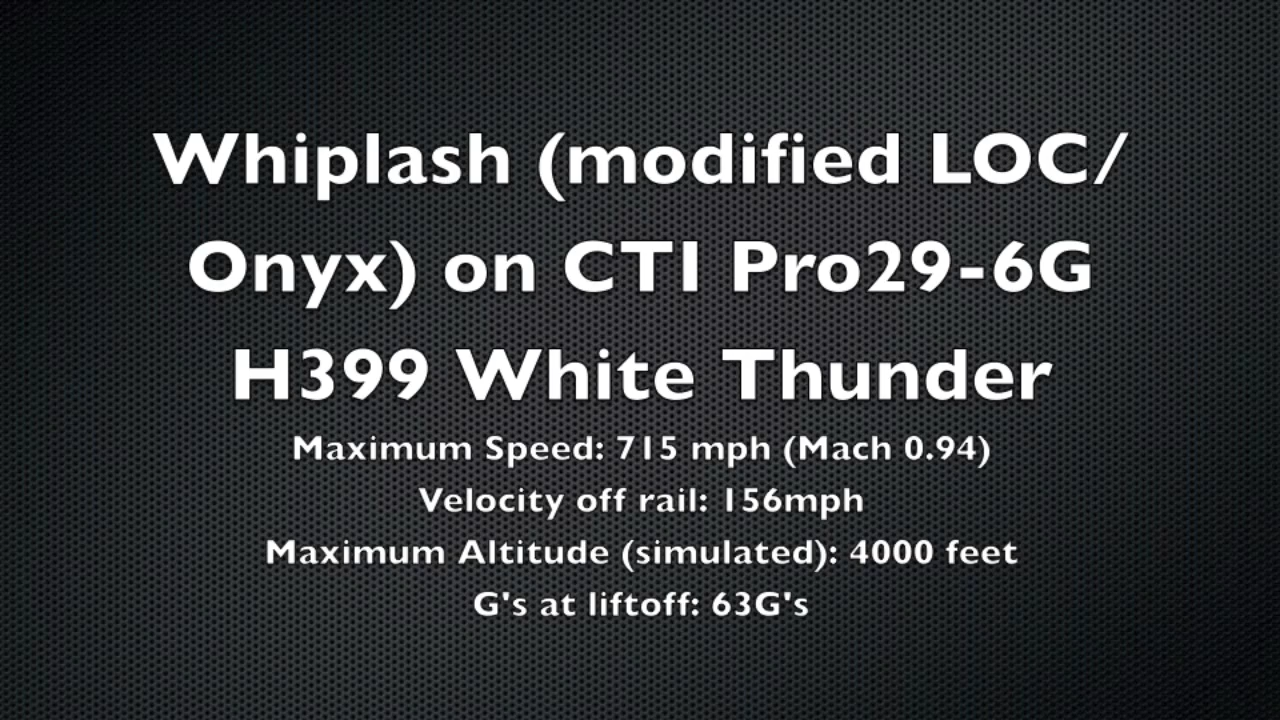 Whiplash (modified LOC/
Onyx) on CTI Pro29-6G
H399 White Thunder
Maximum Speed: 715 mph (Mach 0.94)
Velocity off rail: 156mph
Maximum Altitude (simulated): 4000 feet
G's at liftoff: 63G's